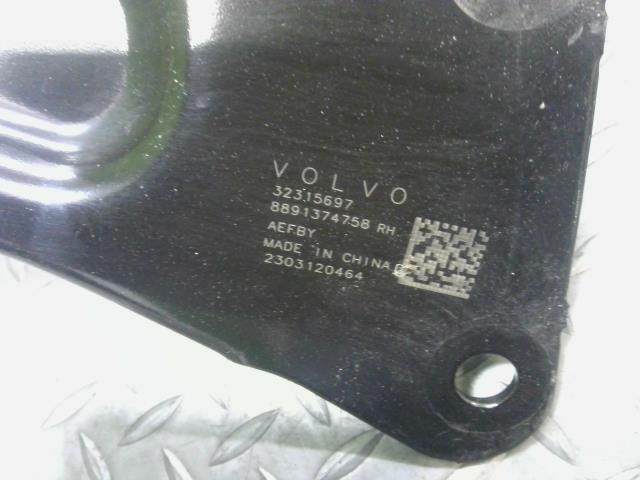 VOLVO
32315697
8891374758 RH
AEFBY
MADE IN CHINA
2303120464